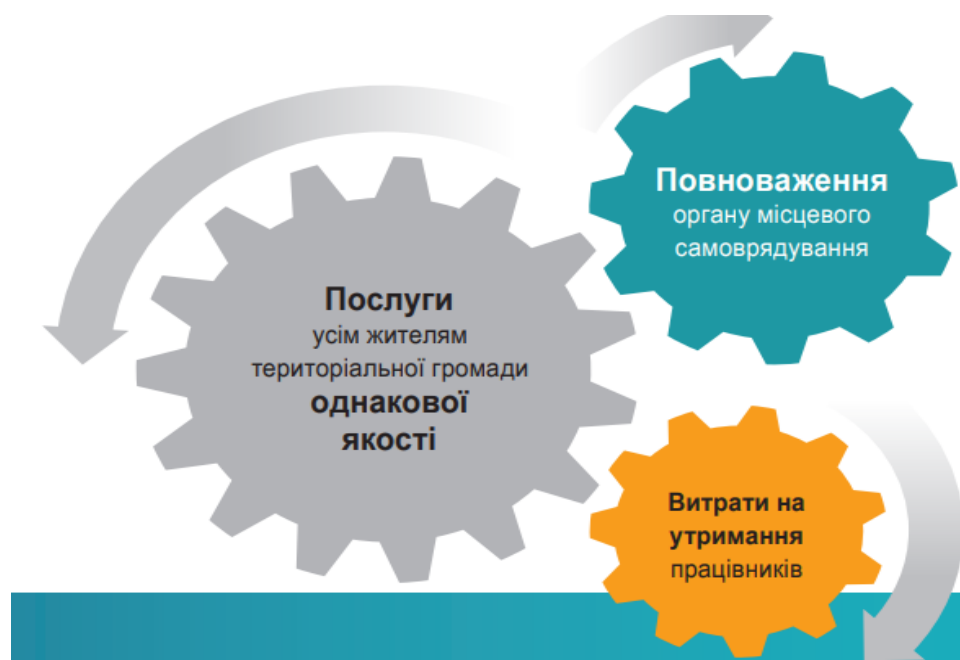 Повноваження
органу місцевого
самоврядування
Послуги
усім жителям
територіальної громади
однакової
якості
Витрати на
утримання
працівників